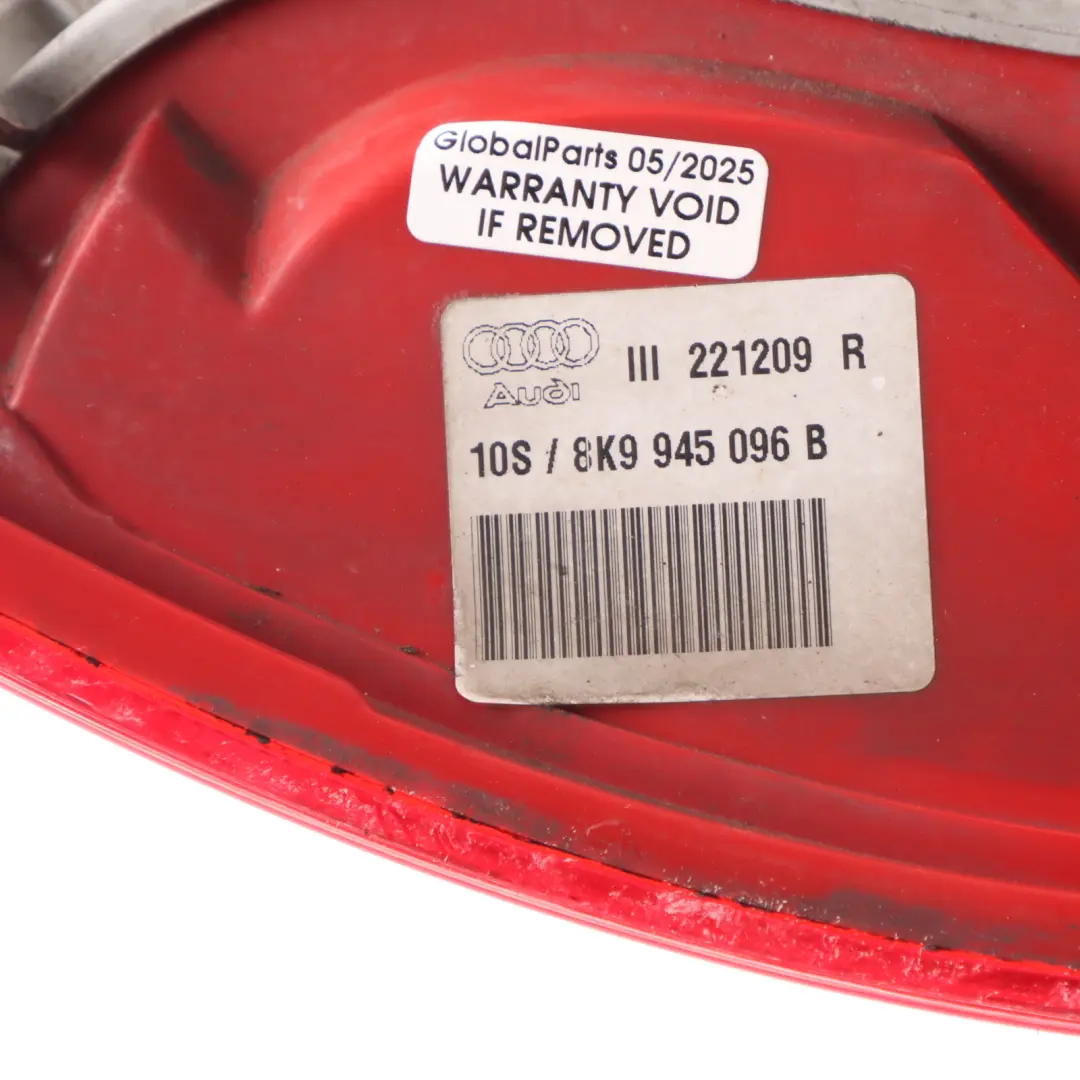 GlobalParts 05/2025
WARRANTY VOID
IF REMOVED
III 221209 R
Audi
10S / 8K9 945 096 B